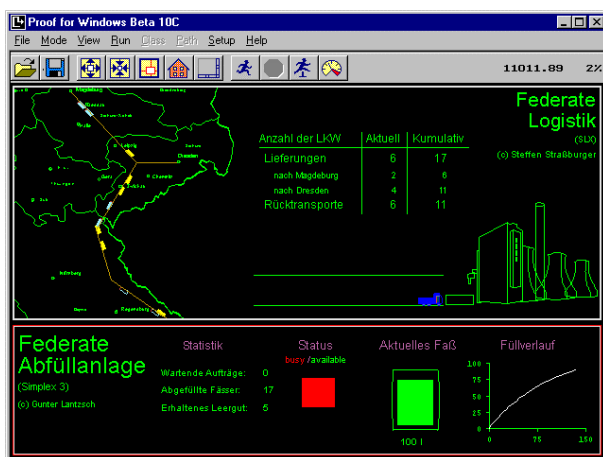 Proof for Windows Beta 10C
File Mode View Run Class Path Setup Help
11011.89 2%
Magdeburg
Leipzig
Dresden
Chemnitz
Zwickau
Nürnberg
Regensburg
Federate
Logistik
(SLX)
(c) Steffen Straßburger
Anzahl der LKW Aktuell Kumulativ
Lieferungen 6 17
nach Magdeburg 2 6
nach Dresden 4 11
Rücktransporte 6 11
Federate
Abfüllanlage
(Simplex 3)
(c) Gunter Lantzsch
Statistik
Wartende Aufträge: 0
Abgefüllte Fässer: 17
Erhaltenes Leergut: 5
Status
busy/available
Aktuelles Faß
100 l
Füllverlauf
100
75
50
25
0
0 75 150